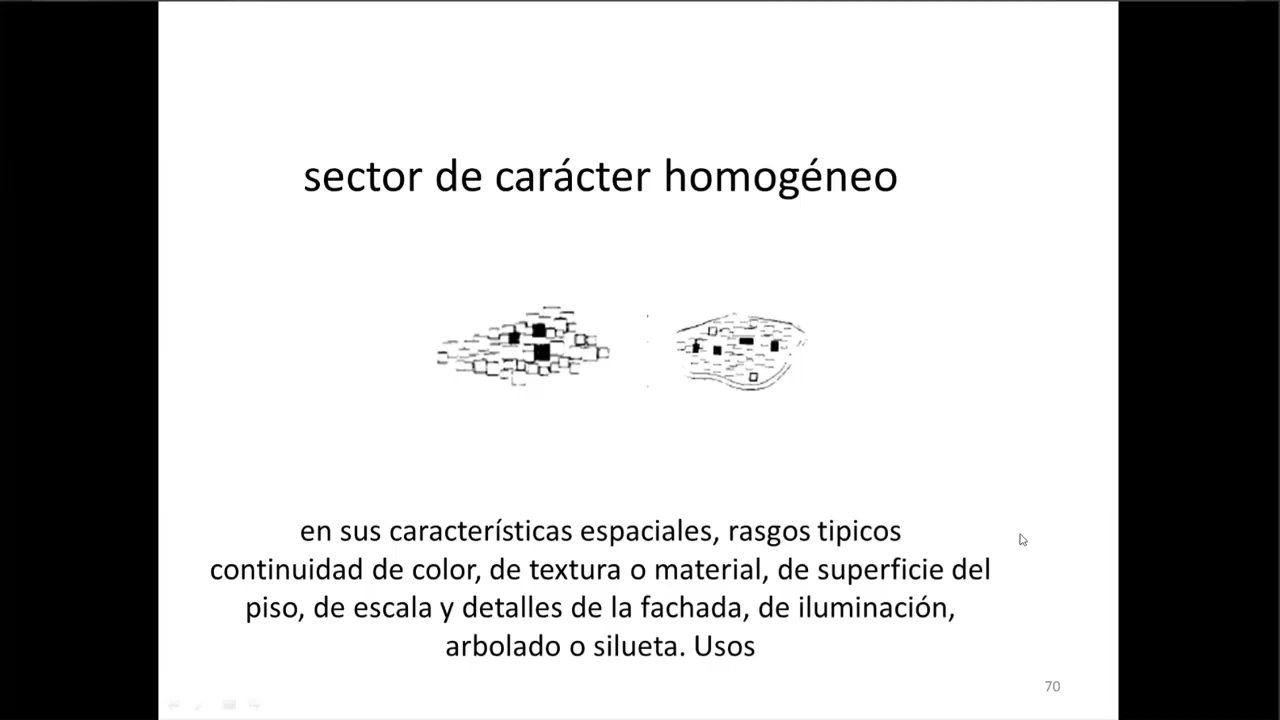 sector de carácter homogéneo
en sus características espaciales, rasgos tipicos
continuidad de color, de textura o material, de superficie del
piso, de escala y detalles de la fachada, de iluminación,
arbolado o silueta. Usos
70